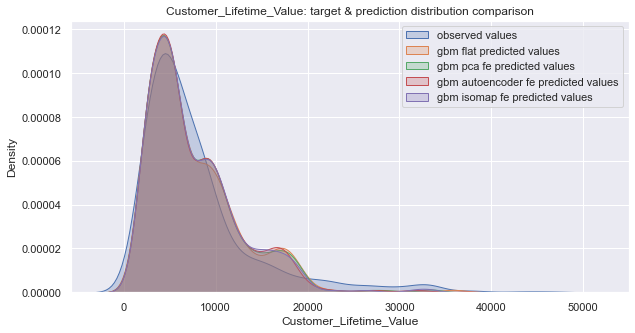 Customer_Lifetime_Value: target & prediction distribution comparison
observed values
gbm flat predicted values
gbm pca fe predicted values
gbm autoencoder fe predicted values
gbm isomap fe predicted values
Density
0.00012
0.00010
0.00008
0.00006
0.00004
0.00002
0.00000
0 10000 20000 30000 40000 50000
Customer_Lifetime_Value